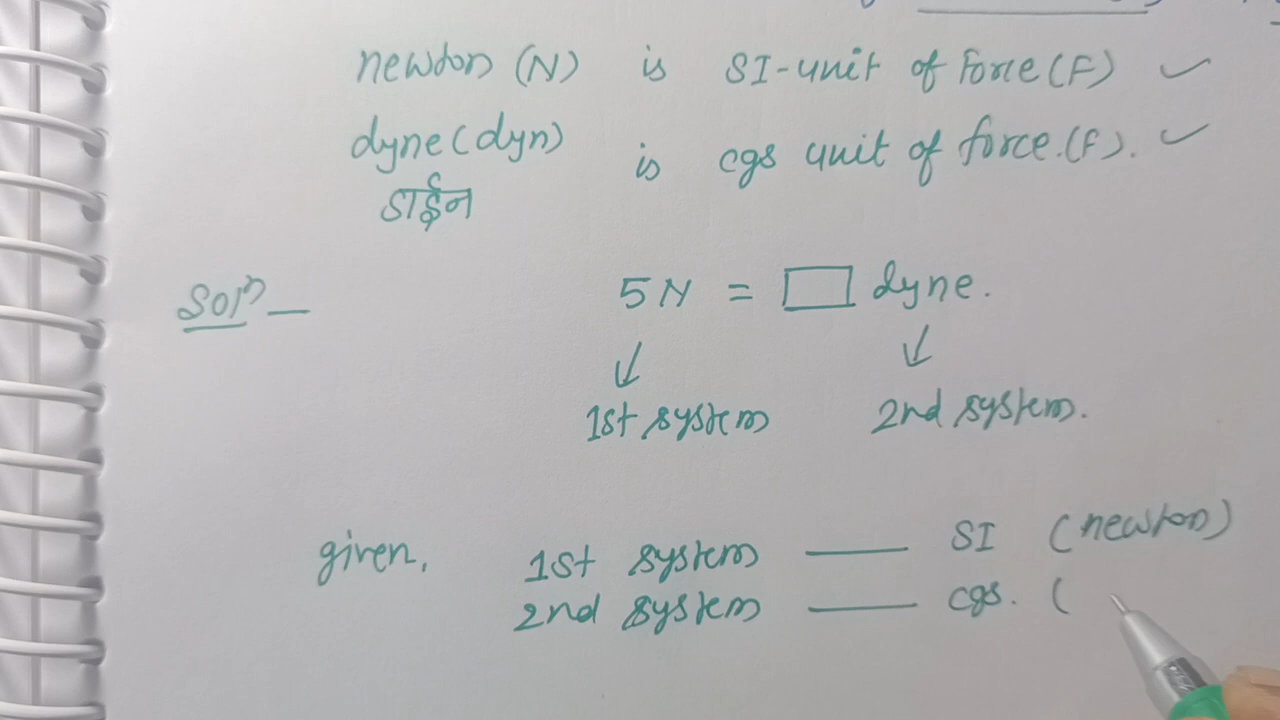 newton (N) is SI-unit of Force (F) ✓
dyne (dyn) is cgs unit of force. (F). ✓
डाईन
Solⁿ —
5N = □ dyne.
↓ ↓
1st system 2nd system.
given, 1st system —— SI (newton)
2nd system —— cgs. (